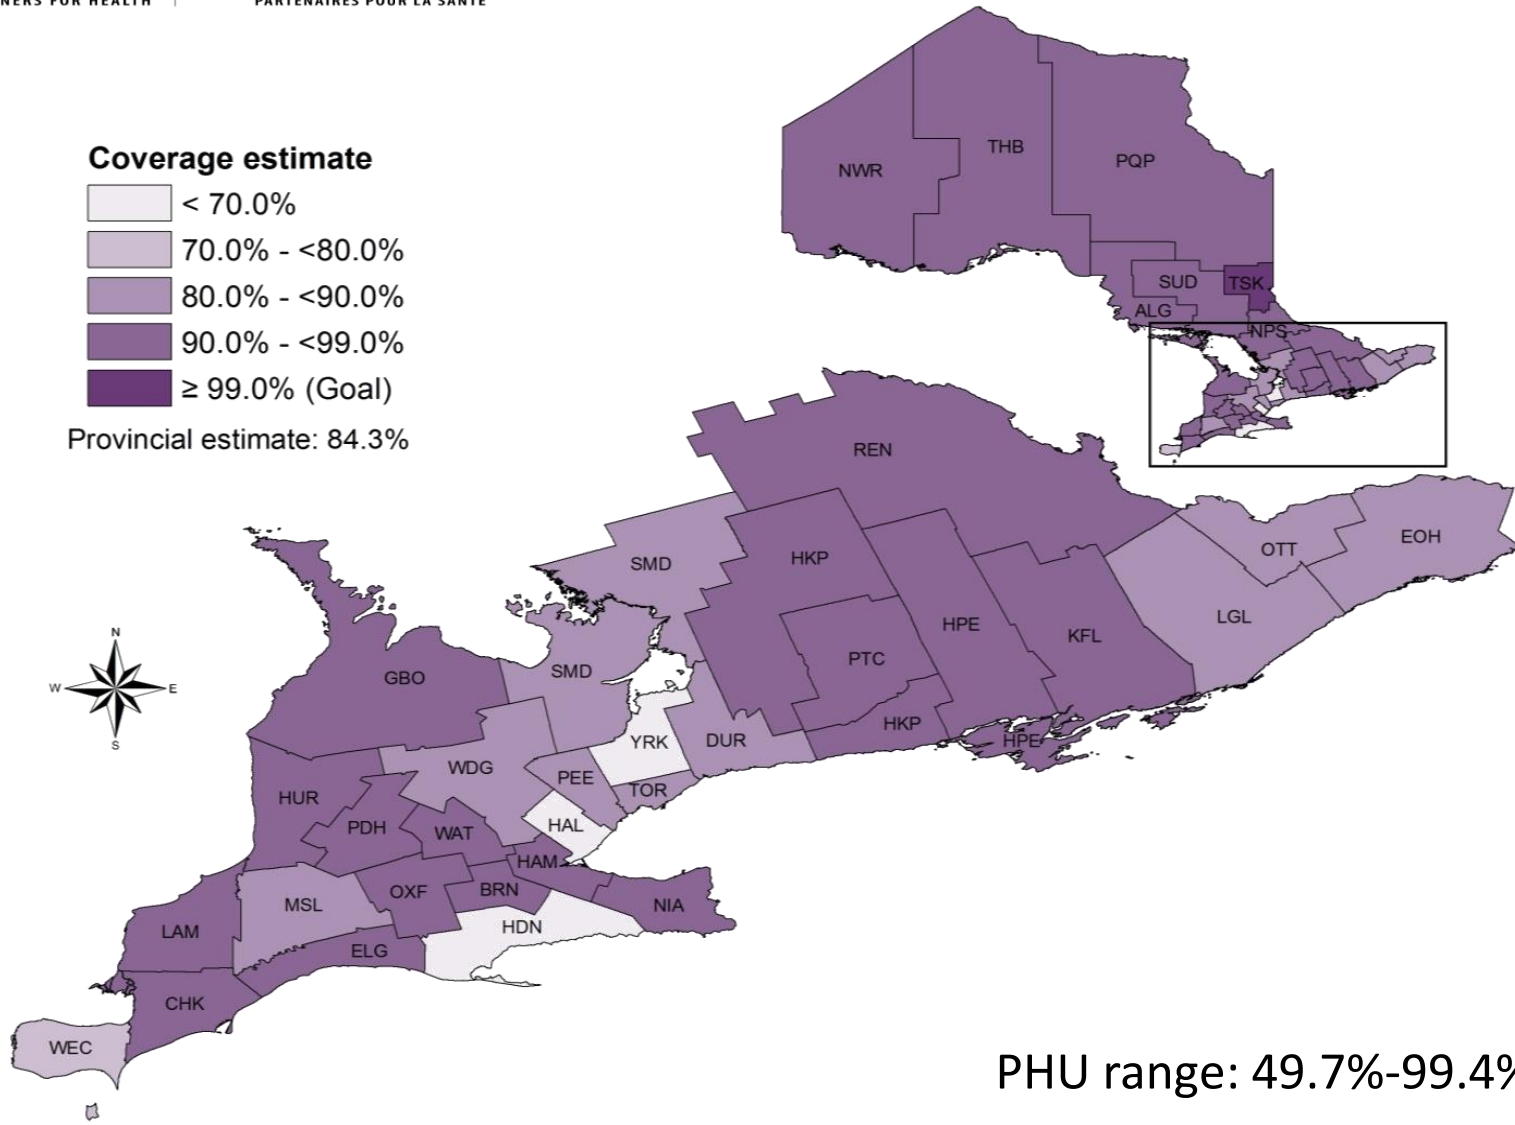 NERS FOR HEALTH
PARTENAIRES POUR LA SANTÉ
Coverage estimate
< 70.0%
70.0% - <80.0%
80.0% - <90.0%
90.0% - <99.0%
≥ 99.0% (Goal)
Provincial estimate: 84.3%
NWR
THB
PQP
SUD
TSK
ALG
NPS
REN
SMD
HKP
OTT
EOH
HPE
KFL
LGL
PTC
GBO
SMD
HKP
HPE
YRK
DUR
WDG
PEE
TOR
HUR
PDH
WAT
HAL
HAM
MSL
OXF
BRN
NIA
LAM
HDN
ELG
CHK
WEC
N
W
E
S
PHU range: 49.7%-99.4%